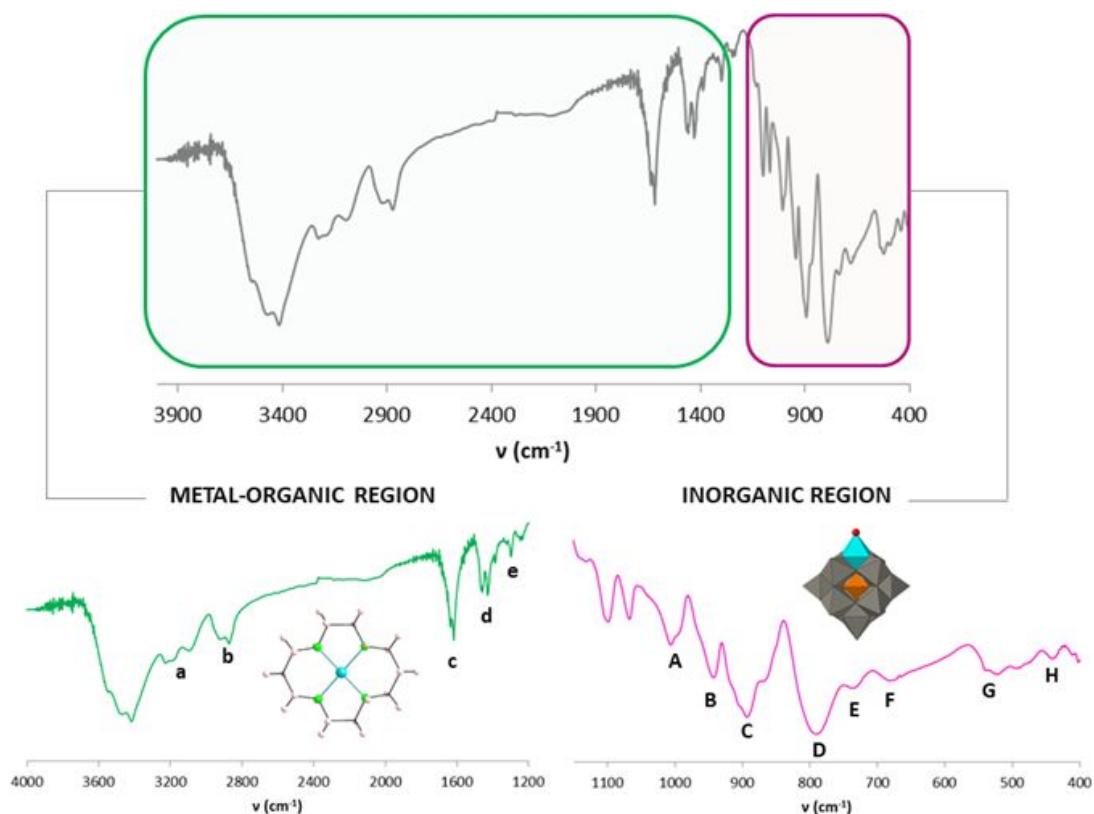 3900 3400 2900 2400 1900 1400 900 400
ν (cm-1)
METAL-ORGANIC REGION INORGANIC REGION
a
b
c
d
e
4000 3600 3200 2800 2400 2000 1600 1200
ν (cm-1)
A
B
C
D
E
F
G
H
1100 1000 900 800 700 600 500 400
ν (cm-1)